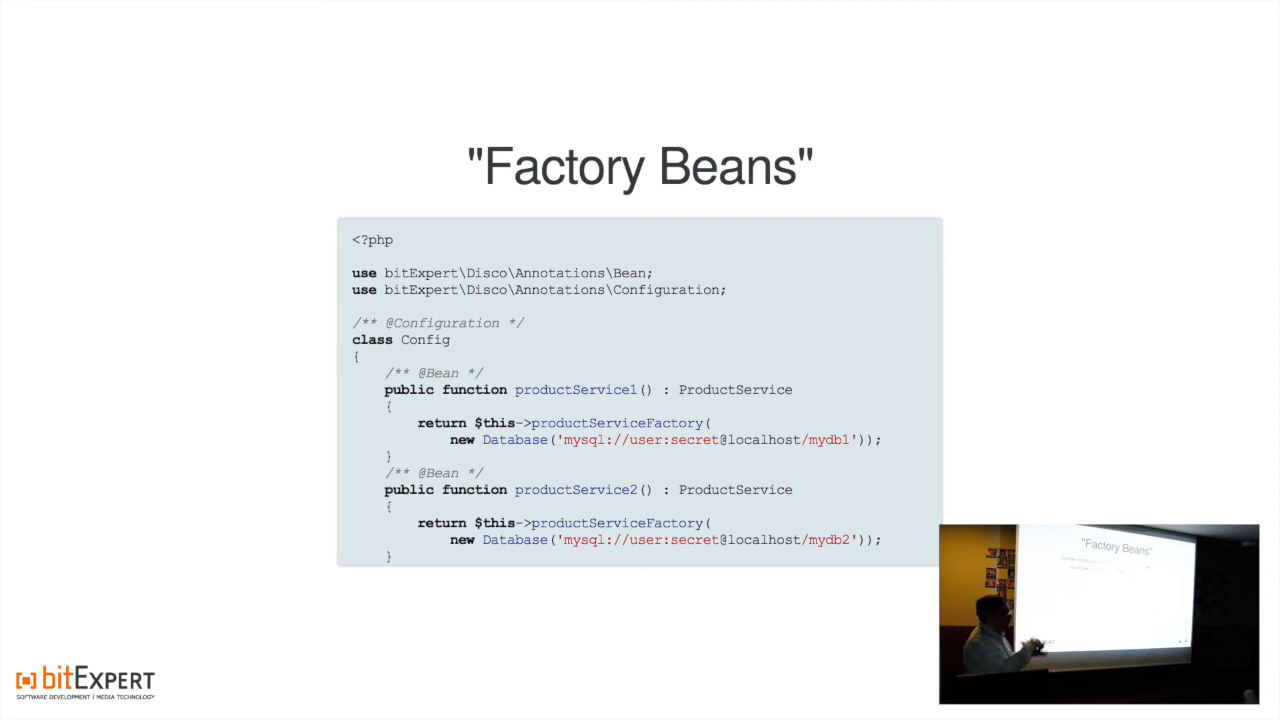 "Factory Beans"
<?php
use bitExpert\Disco\Annotations\Bean;
use bitExpert\Disco\Annotations\Configuration;
/** @Configuration */
class Config
{
    /** @Bean */
    public function productService1() : ProductService
    {
        return $this->productServiceFactory(
            new Database('mysql://user:secret@localhost/mydb1'));
    }
    /** @Bean */
    public function productService2() : ProductService
    {
        return $this->productServiceFactory(
            new Database('mysql://user:secret@localhost/mydb2'));
    }
"Factory Beans"
bitExpert
SOFTWARE DEVELOPMENT | MEDIA TECHNOLOGY